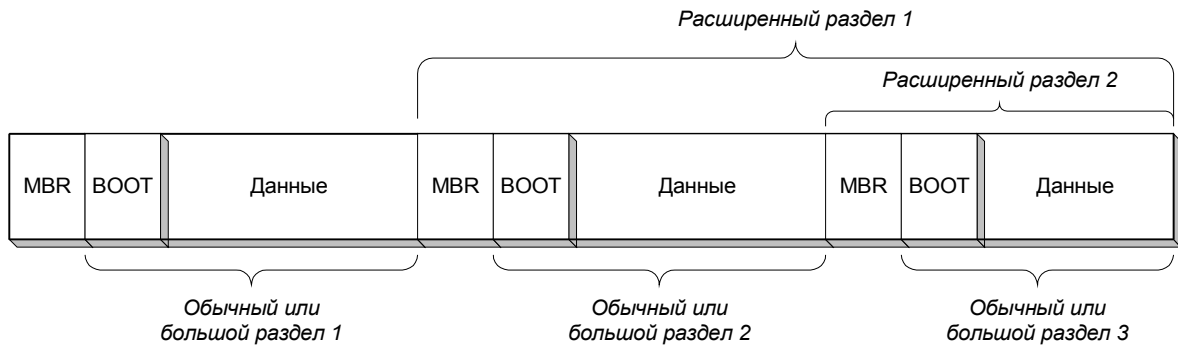 Расширенный раздел 1
Расширенный раздел 2
MBR BOOT Данные MBR BOOT Данные MBR BOOT Данные
Обычный или
большой раздел 1
Обычный или
большой раздел 2
Обычный или
большой раздел 3